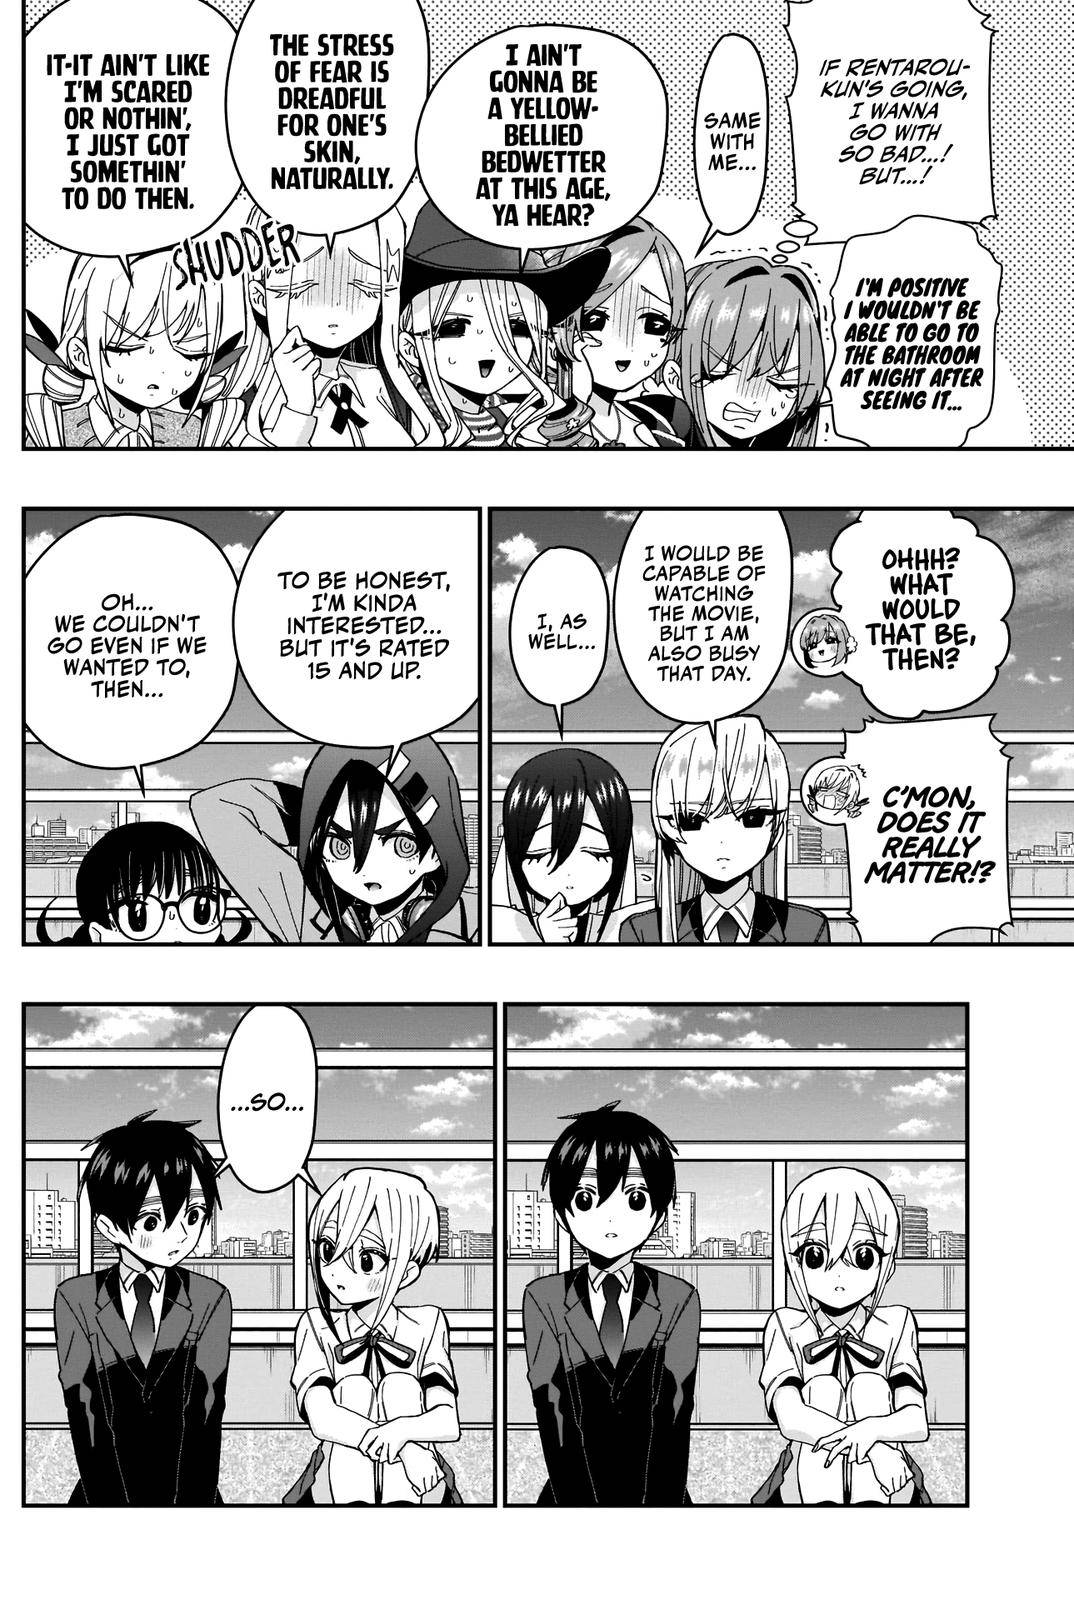 IF RENTAROU-
KUN'S GOING,
I WANNA
GO WITH
SO BAD...!
BUT...!
I'M POSITIVE
I WOULDN'T BE
ABLE TO GO TO
THE BATHROOM
AT NIGHT AFTER
SEEING IT...
SAME
WITH
ME...
I AIN'T
GONNA BE
A YELLOW-
BELLIED
BEDWETTER
AT THIS AGE,
YA HEAR?
THE STRESS
OF FEAR IS
DREADFUL
FOR ONE'S
SKIN,
NATURALLY.
SHUDDER
IT-IT AIN'T LIKE
I'M SCARED
OR NOTHIN',
I JUST GOT
SOMETHIN'
TO DO THEN.
OHHH?
WHAT
WOULD
THAT BE,
THEN?
C'MON,
DOES IT
REALLY
MATTER!?
I WOULD BE
CAPABLE OF
WATCHING
THE MOVIE,
BUT I AM
ALSO BUSY
THAT DAY.
I, AS
WELL...
TO BE HONEST,
I'M KINDA
INTERESTED...
BUT IT'S RATED
15 AND UP.
OH...
WE COULDN'T
GO EVEN IF WE
WANTED TO,
THEN...
...SO...